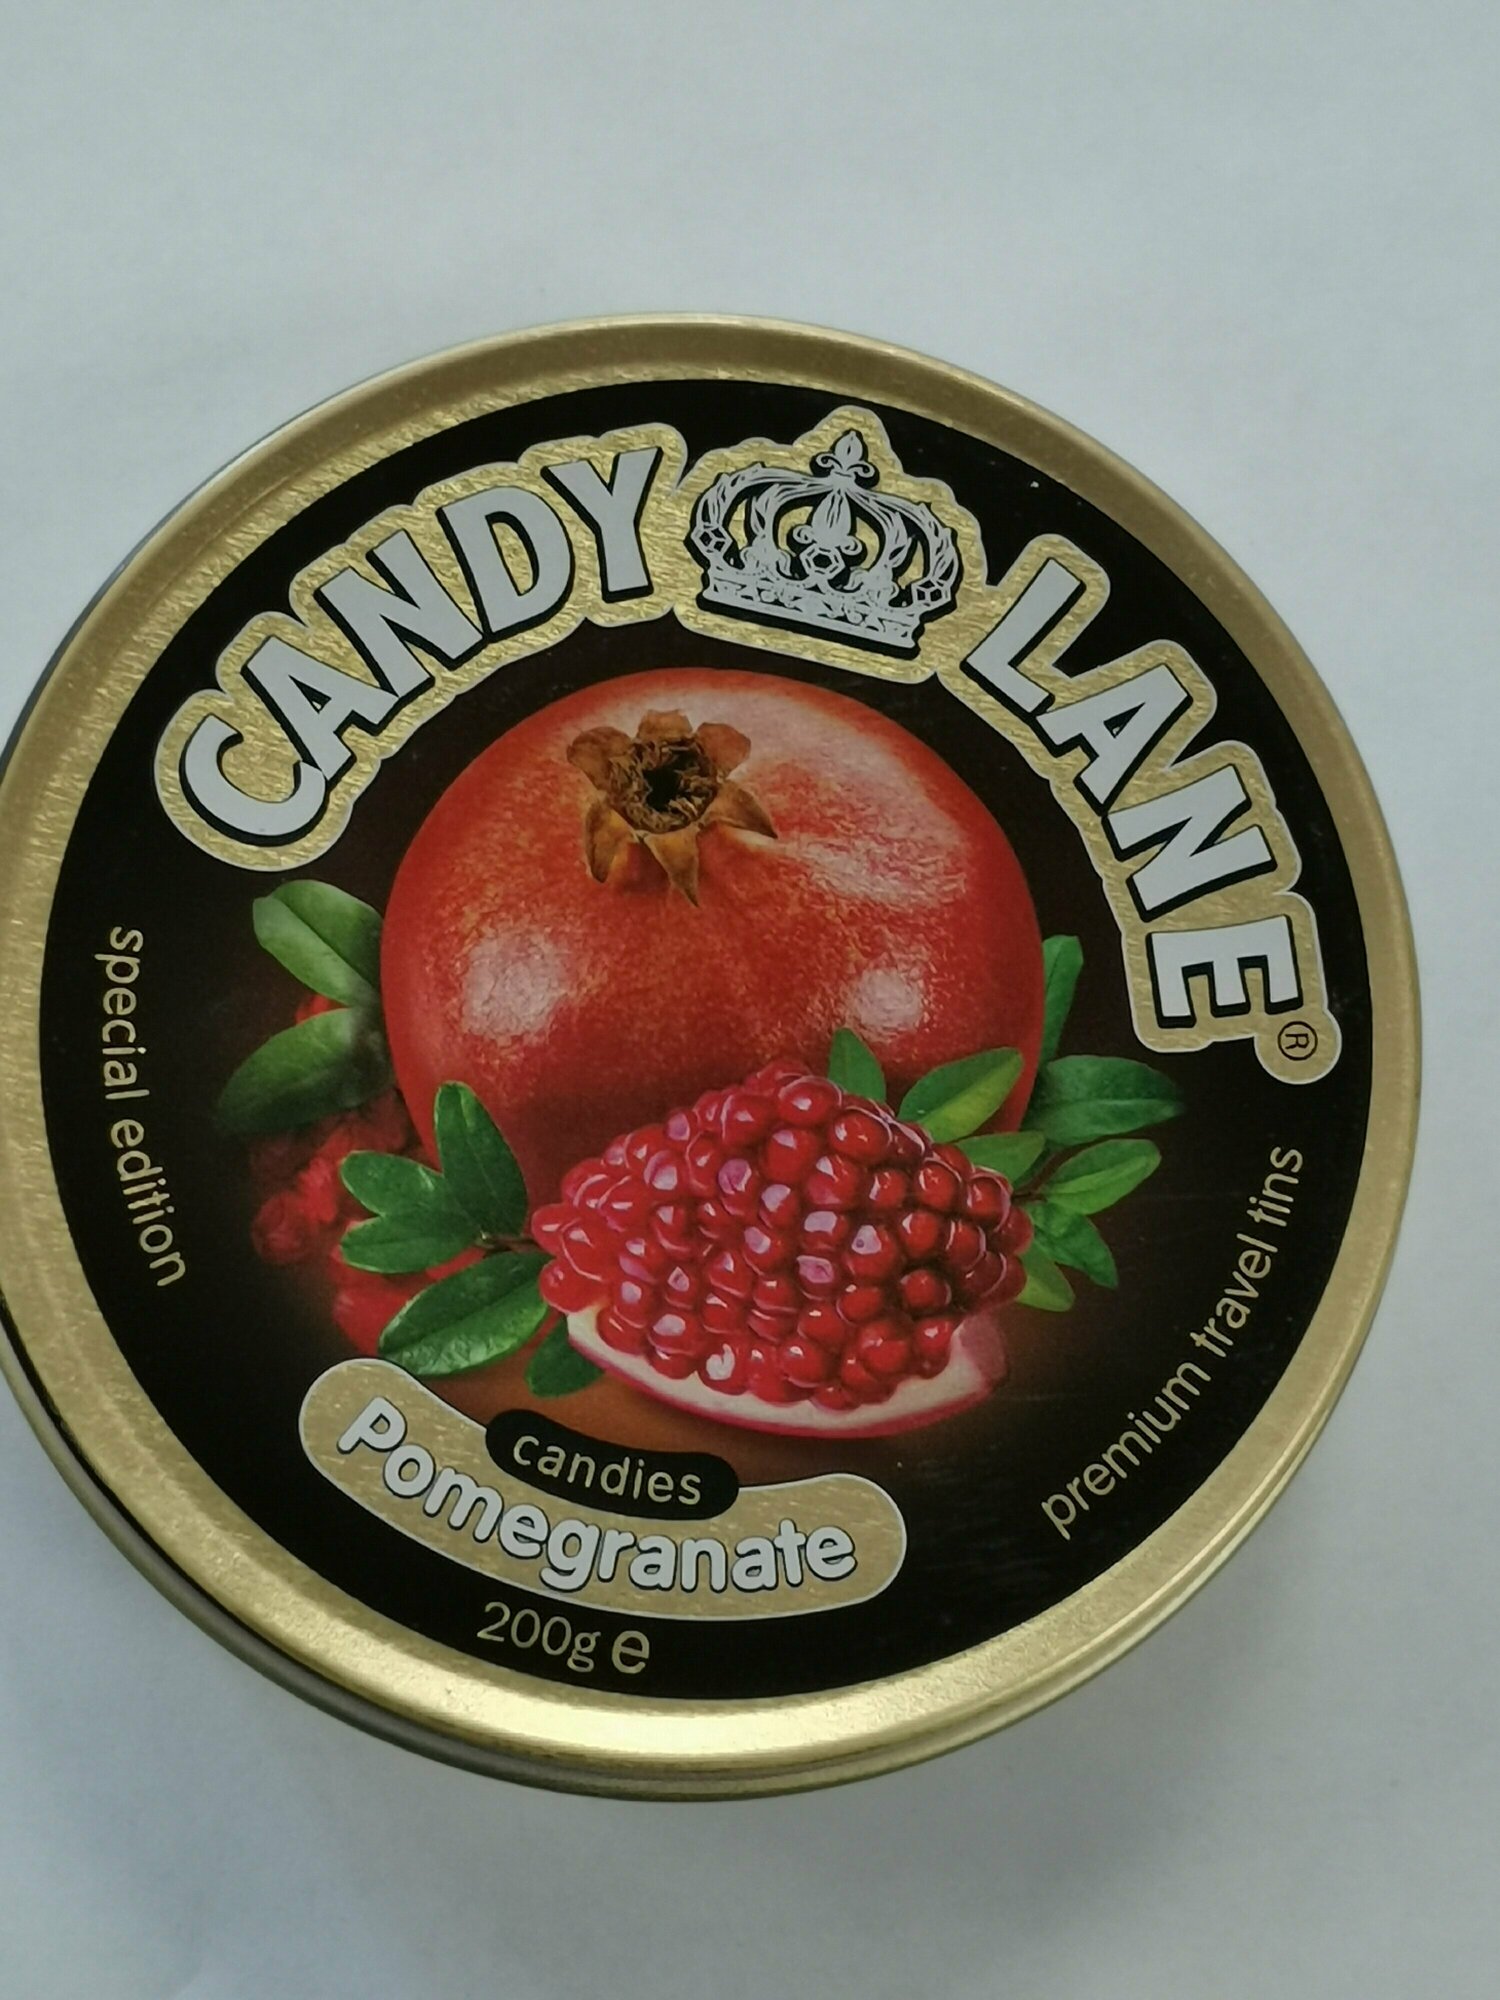 CANDY LANE®
special edition
premium travel tins
candies
Pomegranate
200g e